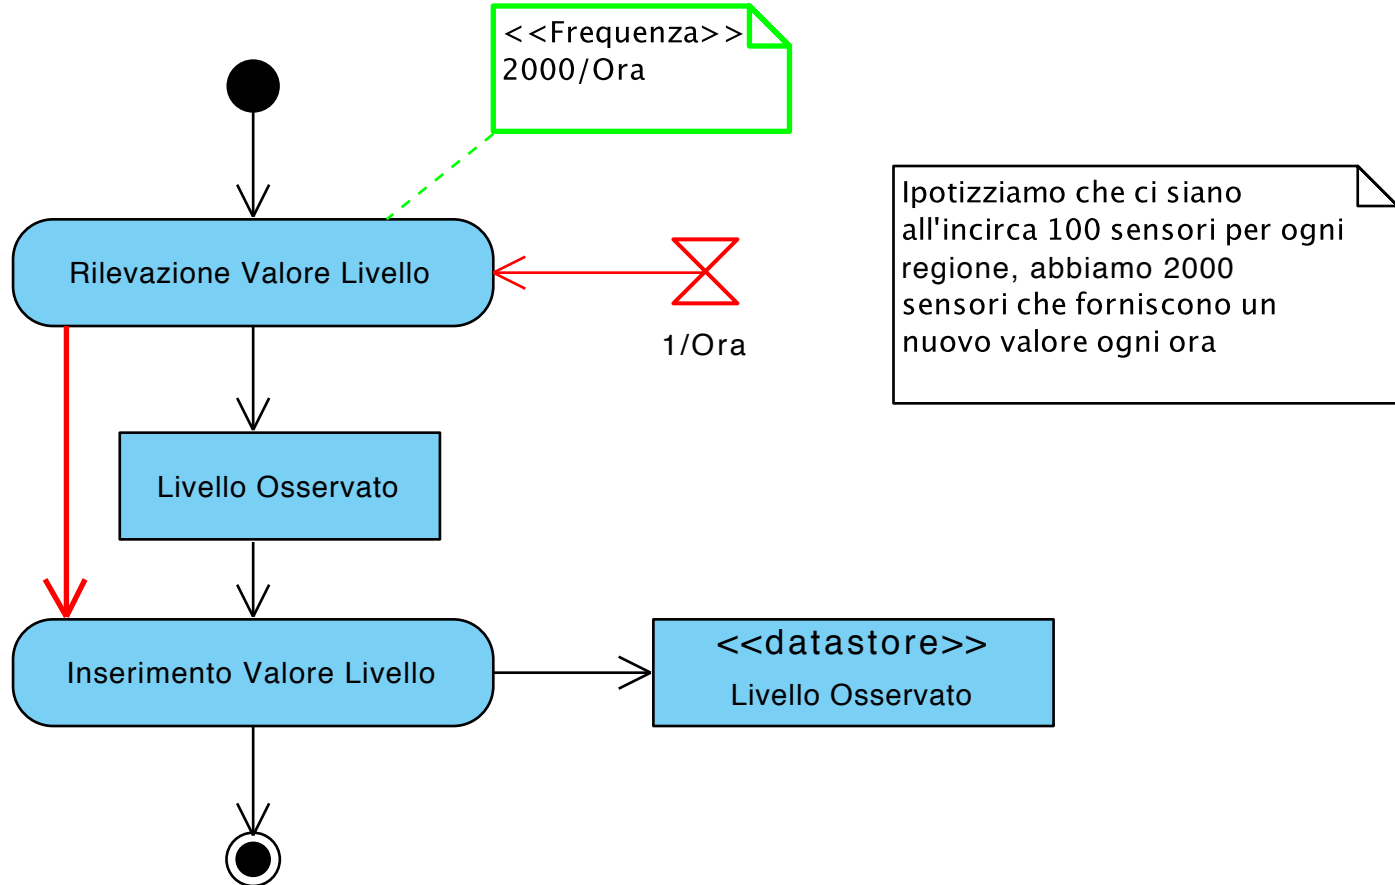 <<Frequenza>>
2000/Ora
Ipotizziamo che ci siano
all'incirca 100 sensori per ogni
regione, abbiamo 2000
sensori che forniscono un
nuovo valore ogni ora
Rilevazione Valore Livello
1/Ora
Livello Osservato
Inserimento Valore Livello
<<datastore>>
Livello Osservato